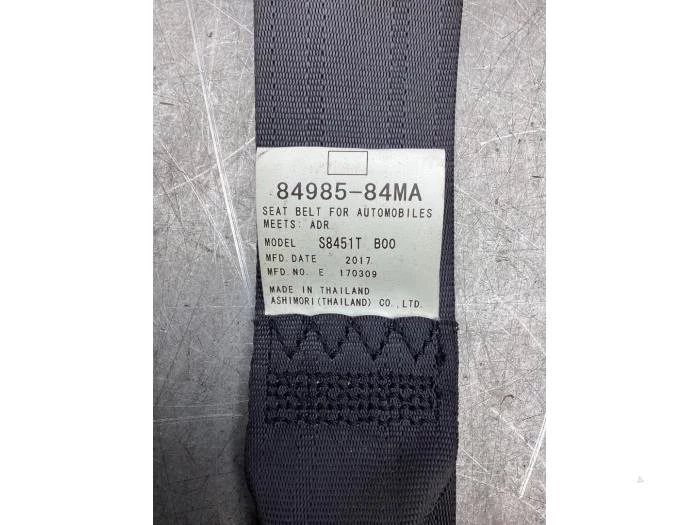 84985-84MA
SEAT BELT FOR AUTOMOBILES
MEETS: ADR
MODEL S8451T B00
MFD. DATE 2017
MFD. NO. E 170309
MADE IN THAILAND
ASHIMORI (THAILAND) CO., LTD.